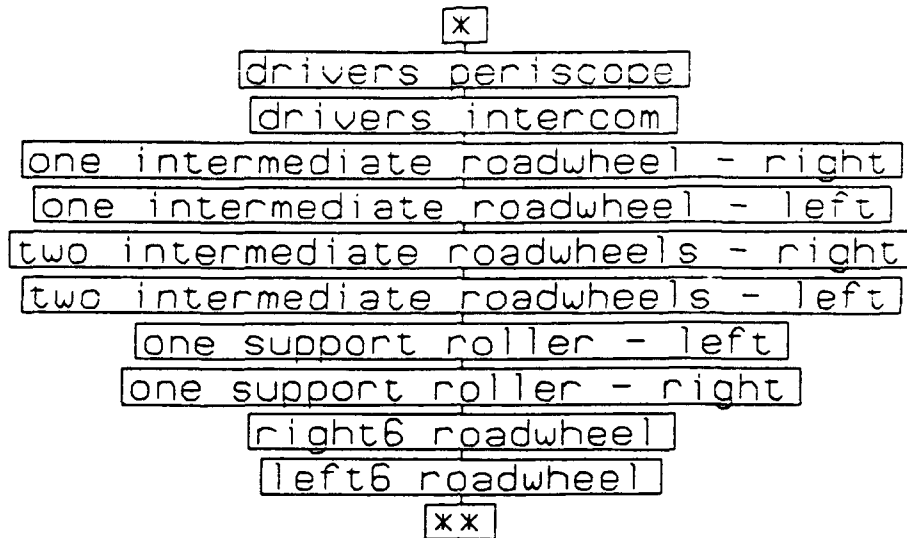 *
drivers periscope
drivers intercom
one intermediate roadwheel - right
one intermediate roadwheel - left
two intermediate roadwheels - right
two intermediate roadwheels - left
one support roller - left
one support roller - right
right6 roadwheel
left6 roadwheel
**